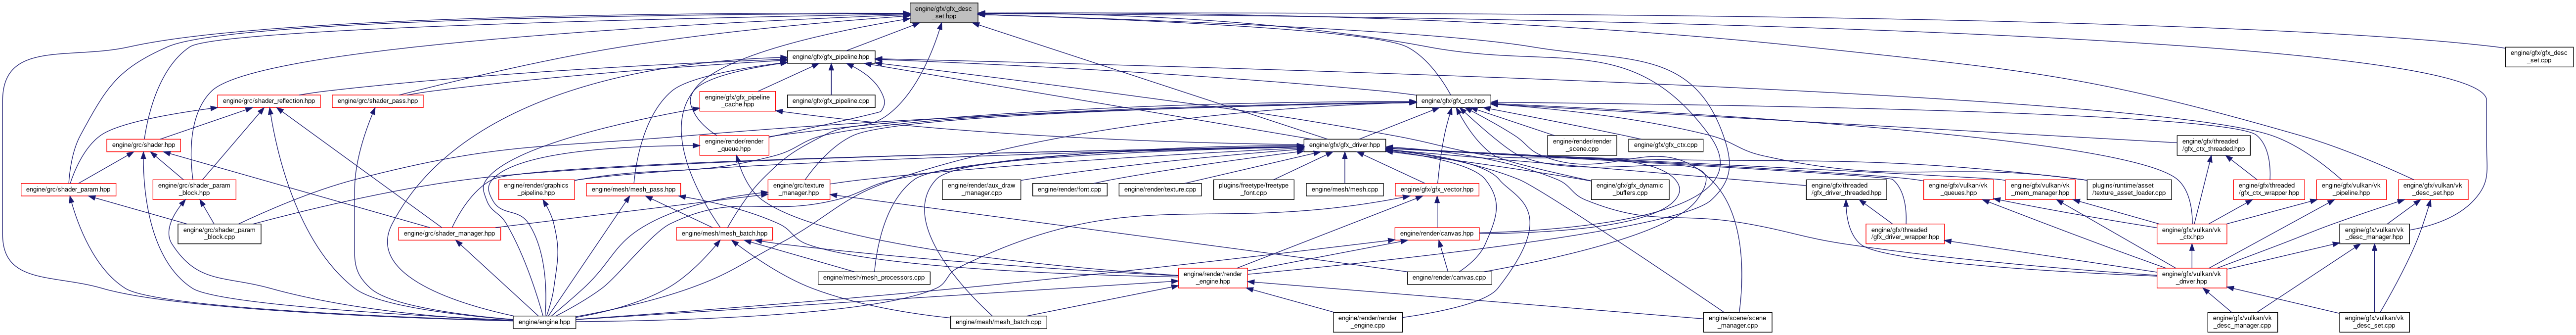 engine/gfx/gfx_desc
_set.hpp
engine/gfx/gfx_pipeline.hpp
engine/gfx/gfx_desc
_set.cpp
engine/grc/shader_reflection.hpp
engine/grc/shader_pass.hpp
engine/gfx/gfx_pipeline
_cache.hpp
engine/gfx/gfx_pipeline.cpp
engine/gfx/gfx_ctx.hpp
engine/grc/shader.hpp
engine/render/render
_queue.hpp
engine/gfx/gfx_driver.hpp
engine/render/render
_scene.cpp
engine/gfx/gfx_ctx.cpp
engine/gfx/threaded
/gfx_ctx_threaded.hpp
engine/grc/shader_param.hpp
engine/grc/shader_param
_block.hpp
engine/render/graphics
_pipeline.hpp
engine/mesh/mesh_pass.hpp
engine/grc/texture
_manager.hpp
engine/render/aux_draw
_manager.cpp
engine/render/font.cpp
engine/render/texture.cpp
plugins/freetype/freetype
_font.cpp
engine/mesh/mesh.cpp
engine/gfx/gfx_vector.hpp
engine/gfx/gfx_dynamic
_buffers.cpp
engine/gfx/threaded
/gfx_driver_threaded.hpp
engine/gfx/vulkan/vk
_queues.hpp
engine/gfx/vulkan/vk
_mem_manager.hpp
plugins/runtime/asset
/texture_asset_loader.cpp
engine/gfx/threaded
/gfx_ctx_wrapper.hpp
engine/gfx/vulkan/vk
_pipeline.hpp
engine/gfx/vulkan/vk
_desc_set.hpp
engine/grc/shader_param
_block.cpp
engine/grc/shader_manager.hpp
engine/mesh/mesh_batch.hpp
engine/render/canvas.hpp
engine/gfx/threaded
/gfx_driver_wrapper.hpp
engine/gfx/vulkan/vk
_ctx.hpp
engine/gfx/vulkan/vk
_desc_manager.hpp
engine/mesh/mesh_processors.cpp
engine/render/render
_engine.hpp
engine/render/canvas.cpp
engine/gfx/vulkan/vk
_driver.hpp
engine/engine.hpp
engine/mesh/mesh_batch.cpp
engine/render/render
_engine.cpp
engine/scene/scene
_manager.cpp
engine/gfx/vulkan/vk
_desc_manager.cpp
engine/gfx/vulkan/vk
_desc_set.cpp